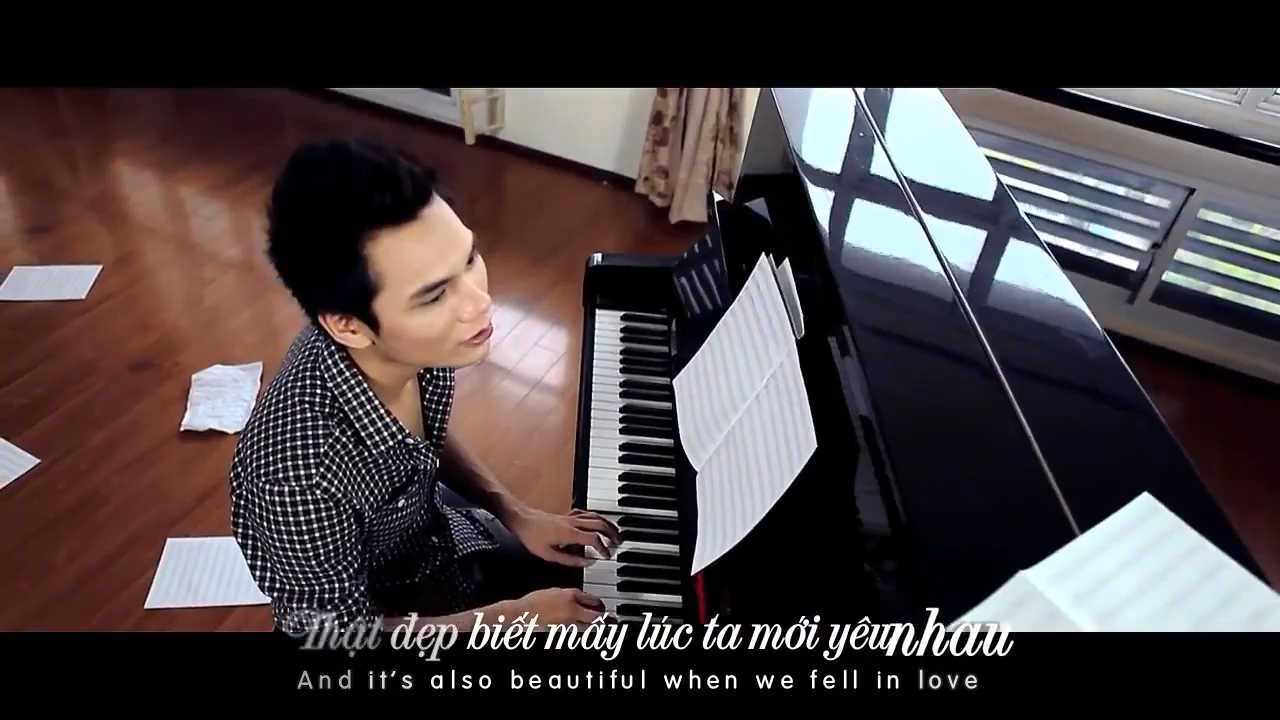 Thật đẹp biết mấy lúc ta mới yêu nhau
And it's also beautiful when we fell in love